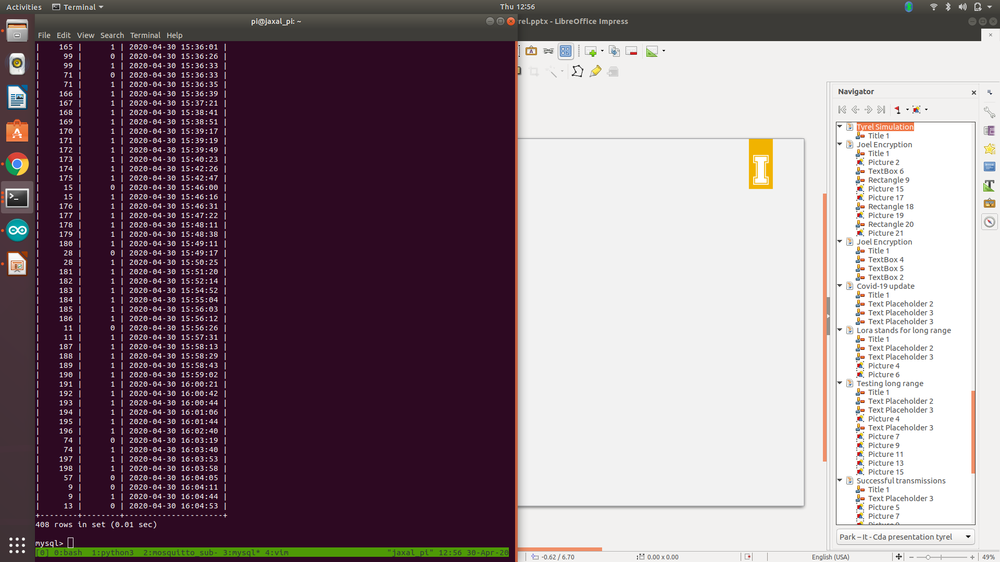 Activities Terminal Thu 12:56
pi@jaxal_pi: ~
rel.pptx - LibreOffice Impress
File Edit View Search Terminal Help
| 165 | 1 | 2020-04-30 15:36:01 |
| 99 | 0 | 2020-04-30 15:36:26 |
| 99 | 1 | 2020-04-30 15:36:33 |
| 71 | 0 | 2020-04-30 15:36:33 |
| 71 | 1 | 2020-04-30 15:36:35 |
| 166 | 1 | 2020-04-30 15:36:39 |
| 167 | 1 | 2020-04-30 15:37:21 |
| 168 | 1 | 2020-04-30 15:38:41 |
| 169 | 1 | 2020-04-30 15:38:51 |
| 170 | 1 | 2020-04-30 15:39:17 |
| 171 | 1 | 2020-04-30 15:39:19 |
| 172 | 1 | 2020-04-30 15:39:49 |
| 173 | 1 | 2020-04-30 15:40:23 |
| 174 | 1 | 2020-04-30 15:42:26 |
| 175 | 1 | 2020-04-30 15:42:47 |
| 15 | 0 | 2020-04-30 15:46:00 |
| 15 | 1 | 2020-04-30 15:46:16 |
| 176 | 1 | 2020-04-30 15:46:31 |
| 177 | 1 | 2020-04-30 15:47:22 |
| 178 | 1 | 2020-04-30 15:48:11 |
| 179 | 1 | 2020-04-30 15:48:38 |
| 180 | 1 | 2020-04-30 15:49:11 |
| 28 | 0 | 2020-04-30 15:49:17 |
| 28 | 1 | 2020-04-30 15:50:25 |
| 181 | 1 | 2020-04-30 15:51:20 |
| 182 | 1 | 2020-04-30 15:52:14 |
| 183 | 1 | 2020-04-30 15:54:52 |
| 184 | 1 | 2020-04-30 15:55:04 |
| 185 | 1 | 2020-04-30 15:56:03 |
| 186 | 1 | 2020-04-30 15:56:12 |
| 11 | 0 | 2020-04-30 15:56:26 |
| 11 | 1 | 2020-04-30 15:57:31 |
| 187 | 1 | 2020-04-30 15:58:13 |
| 188 | 1 | 2020-04-30 15:58:29 |
| 189 | 1 | 2020-04-30 15:58:43 |
| 190 | 1 | 2020-04-30 15:59:02 |
| 191 | 1 | 2020-04-30 16:00:21 |
| 192 | 1 | 2020-04-30 16:00:42 |
| 193 | 1 | 2020-04-30 16:00:44 |
| 194 | 1 | 2020-04-30 16:01:06 |
| 195 | 1 | 2020-04-30 16:01:44 |
| 196 | 1 | 2020-04-30 16:02:40 |
| 74 | 0 | 2020-04-30 16:03:19 |
| 74 | 1 | 2020-04-30 16:03:40 |
| 197 | 1 | 2020-04-30 16:03:53 |
| 198 | 1 | 2020-04-30 16:03:58 |
| 57 | 0 | 2020-04-30 16:04:05 |
| 9 | 0 | 2020-04-30 16:04:11 |
| 9 | 1 | 2020-04-30 16:04:44 |
| 13 | 0 | 2020-04-30 16:04:53 |
+--------+--------+---------------------+
408 rows in set (0.01 sec)
mysql>
[0] 0:bash 1:python3 2:mosquitto_sub- 3:mysql* 4:vim "jaxal_pi" 12:56 30-Apr-20
I
Navigator
Tyrel Simulation
Title 1
Joel Encryption
Title 1
Picture 2
TextBox 6
Rectangle 9
Picture 15
Picture 17
Rectangle 18
Picture 19
Rectangle 20
Picture 21
Joel Encryption
Title 1
TextBox 4
TextBox 5
TextBox 2
Covid-19 update
Title 1
Text Placeholder 2
Text Placeholder 3
Text Placeholder 3
Lora stands for long range
Title 1
Text Placeholder 2
Text Placeholder 3
Picture 4
Picture 6
Testing long range
Title 1
Text Placeholder 2
Text Placeholder 3
Picture 4
Text Placeholder 3
Picture 7
Picture 9
Picture 11
Picture 13
Picture 15
Successful transmissions
Title 1
Text Placeholder 3
Picture 5
Picture 7
Park – It - Cda presentation tyrel
-0.62 / 6.70 0.00 x 0.00 English (USA) 49%